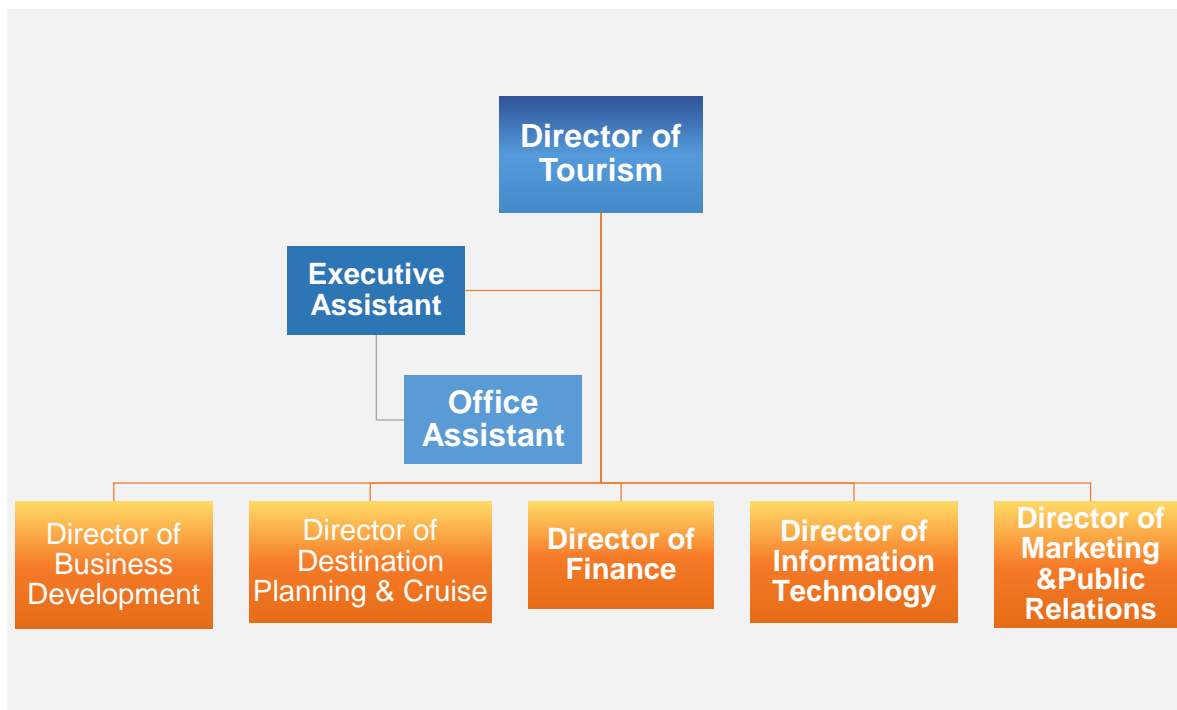 Director of
Tourism
Executive
Assistant
Office
Assistant
Director of
Business
Development
Director of
Destination
Planning & Cruise
Director of
Finance
Director of
Information
Technology
Director of
Marketing
&Public
Relations